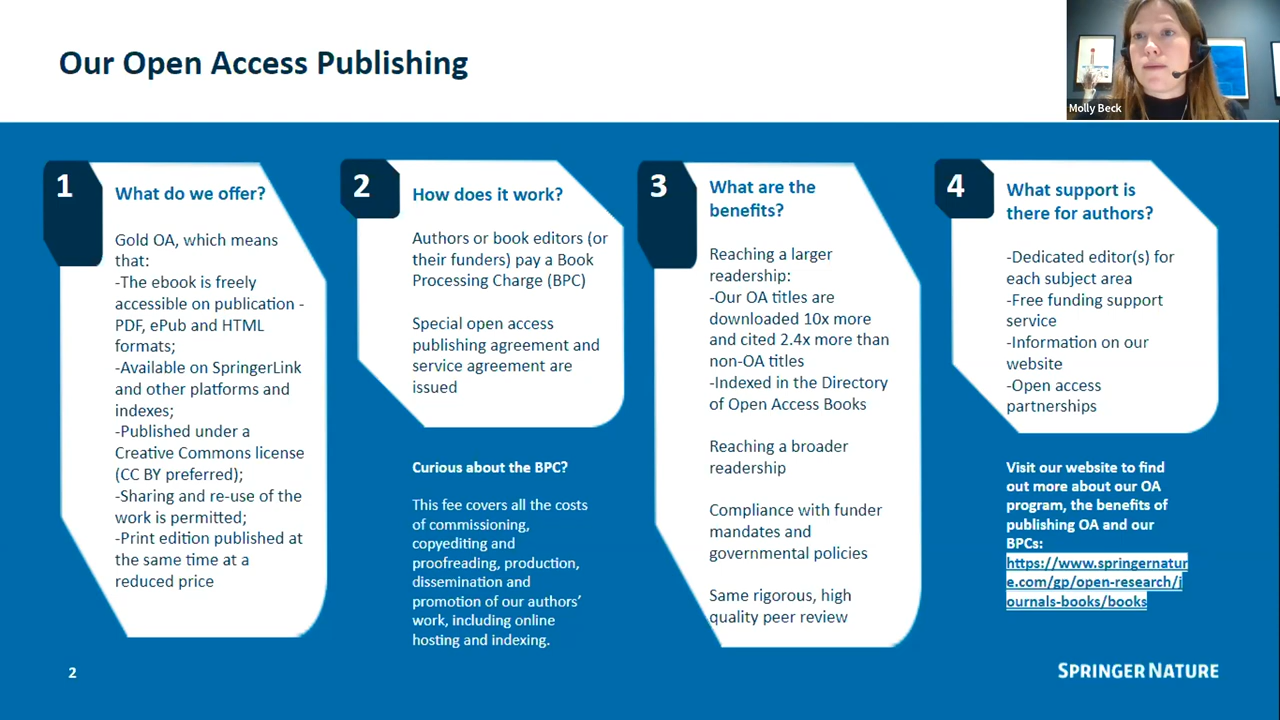 Our Open Access Publishing
Molly Beck
1
What do we offer?
Gold OA, which means
that:
-The ebook is freely
accessible on publication -
PDF, ePub and HTML
formats;
-Available on SpringerLink
and other platforms and
indexes;
-Published under a
Creative Commons license
(CC BY preferred);
-Sharing and re-use of the
work is permitted;
-Print edition published at
the same time at a
reduced price
2
How does it work?
Authors or book editors (or
their funders) pay a Book
Processing Charge (BPC)
Special open access
publishing agreement and
service agreement are
issued
Curious about the BPC?
This fee covers all the costs
of commissioning,
copyediting and
proofreading, production,
dissemination and
promotion of our authors'
work, including online
hosting and indexing.
3
What are the
benefits?
Reaching a larger
readership:
-Our OA titles are
downloaded 10x more
and cited 2.4x more than
non-OA titles
-Indexed in the Directory
of Open Access Books
Reaching a broader
readership
Compliance with funder
mandates and
governmental policies
Same rigorous, high
quality peer review
4
What support is
there for authors?
-Dedicated editor(s) for
each subject area
-Free funding support
service
-Information on our
website
-Open access
partnerships
Visit our website to find
out more about our OA
program, the benefits of
publishing OA and our
BPCs:
https://www.springernatur
e.com/gp/open-research/j
ournals-books/books
2
SPRINGER NATURE